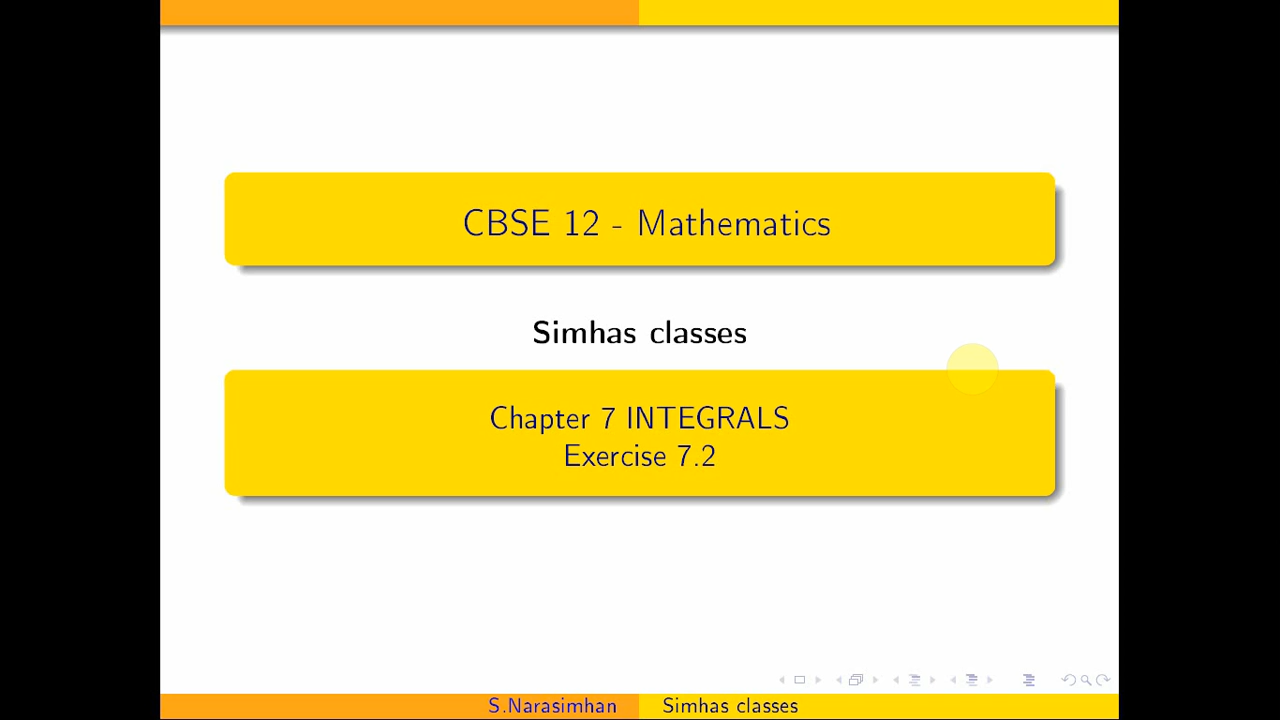 CBSE 12 - Mathematics
Simhas classes
Chapter 7 INTEGRALS
Exercise 7.2
S.Narasimhan
Simhas classes